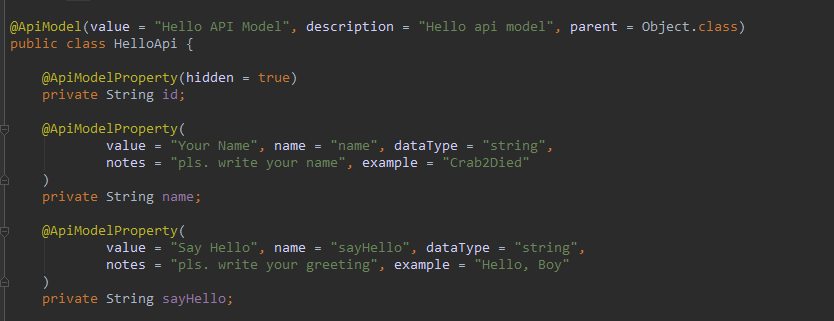 @ApiModel(value = "Hello API Model", description = "Hello api model", parent = Object.class)
public class HelloApi {
@ApiModelProperty(hidden = true)
private String id;
@ApiModelProperty(
value = "Your Name", name = "name", dataType = "string",
notes = "pls. write your name", example = "Crab2Died"
)
private String name;
@ApiModelProperty(
value = "Say Hello", name = "sayHello", dataType = "string",
notes = "pls. write your greeting", example = "Hello, Boy"
)
private String sayHello;